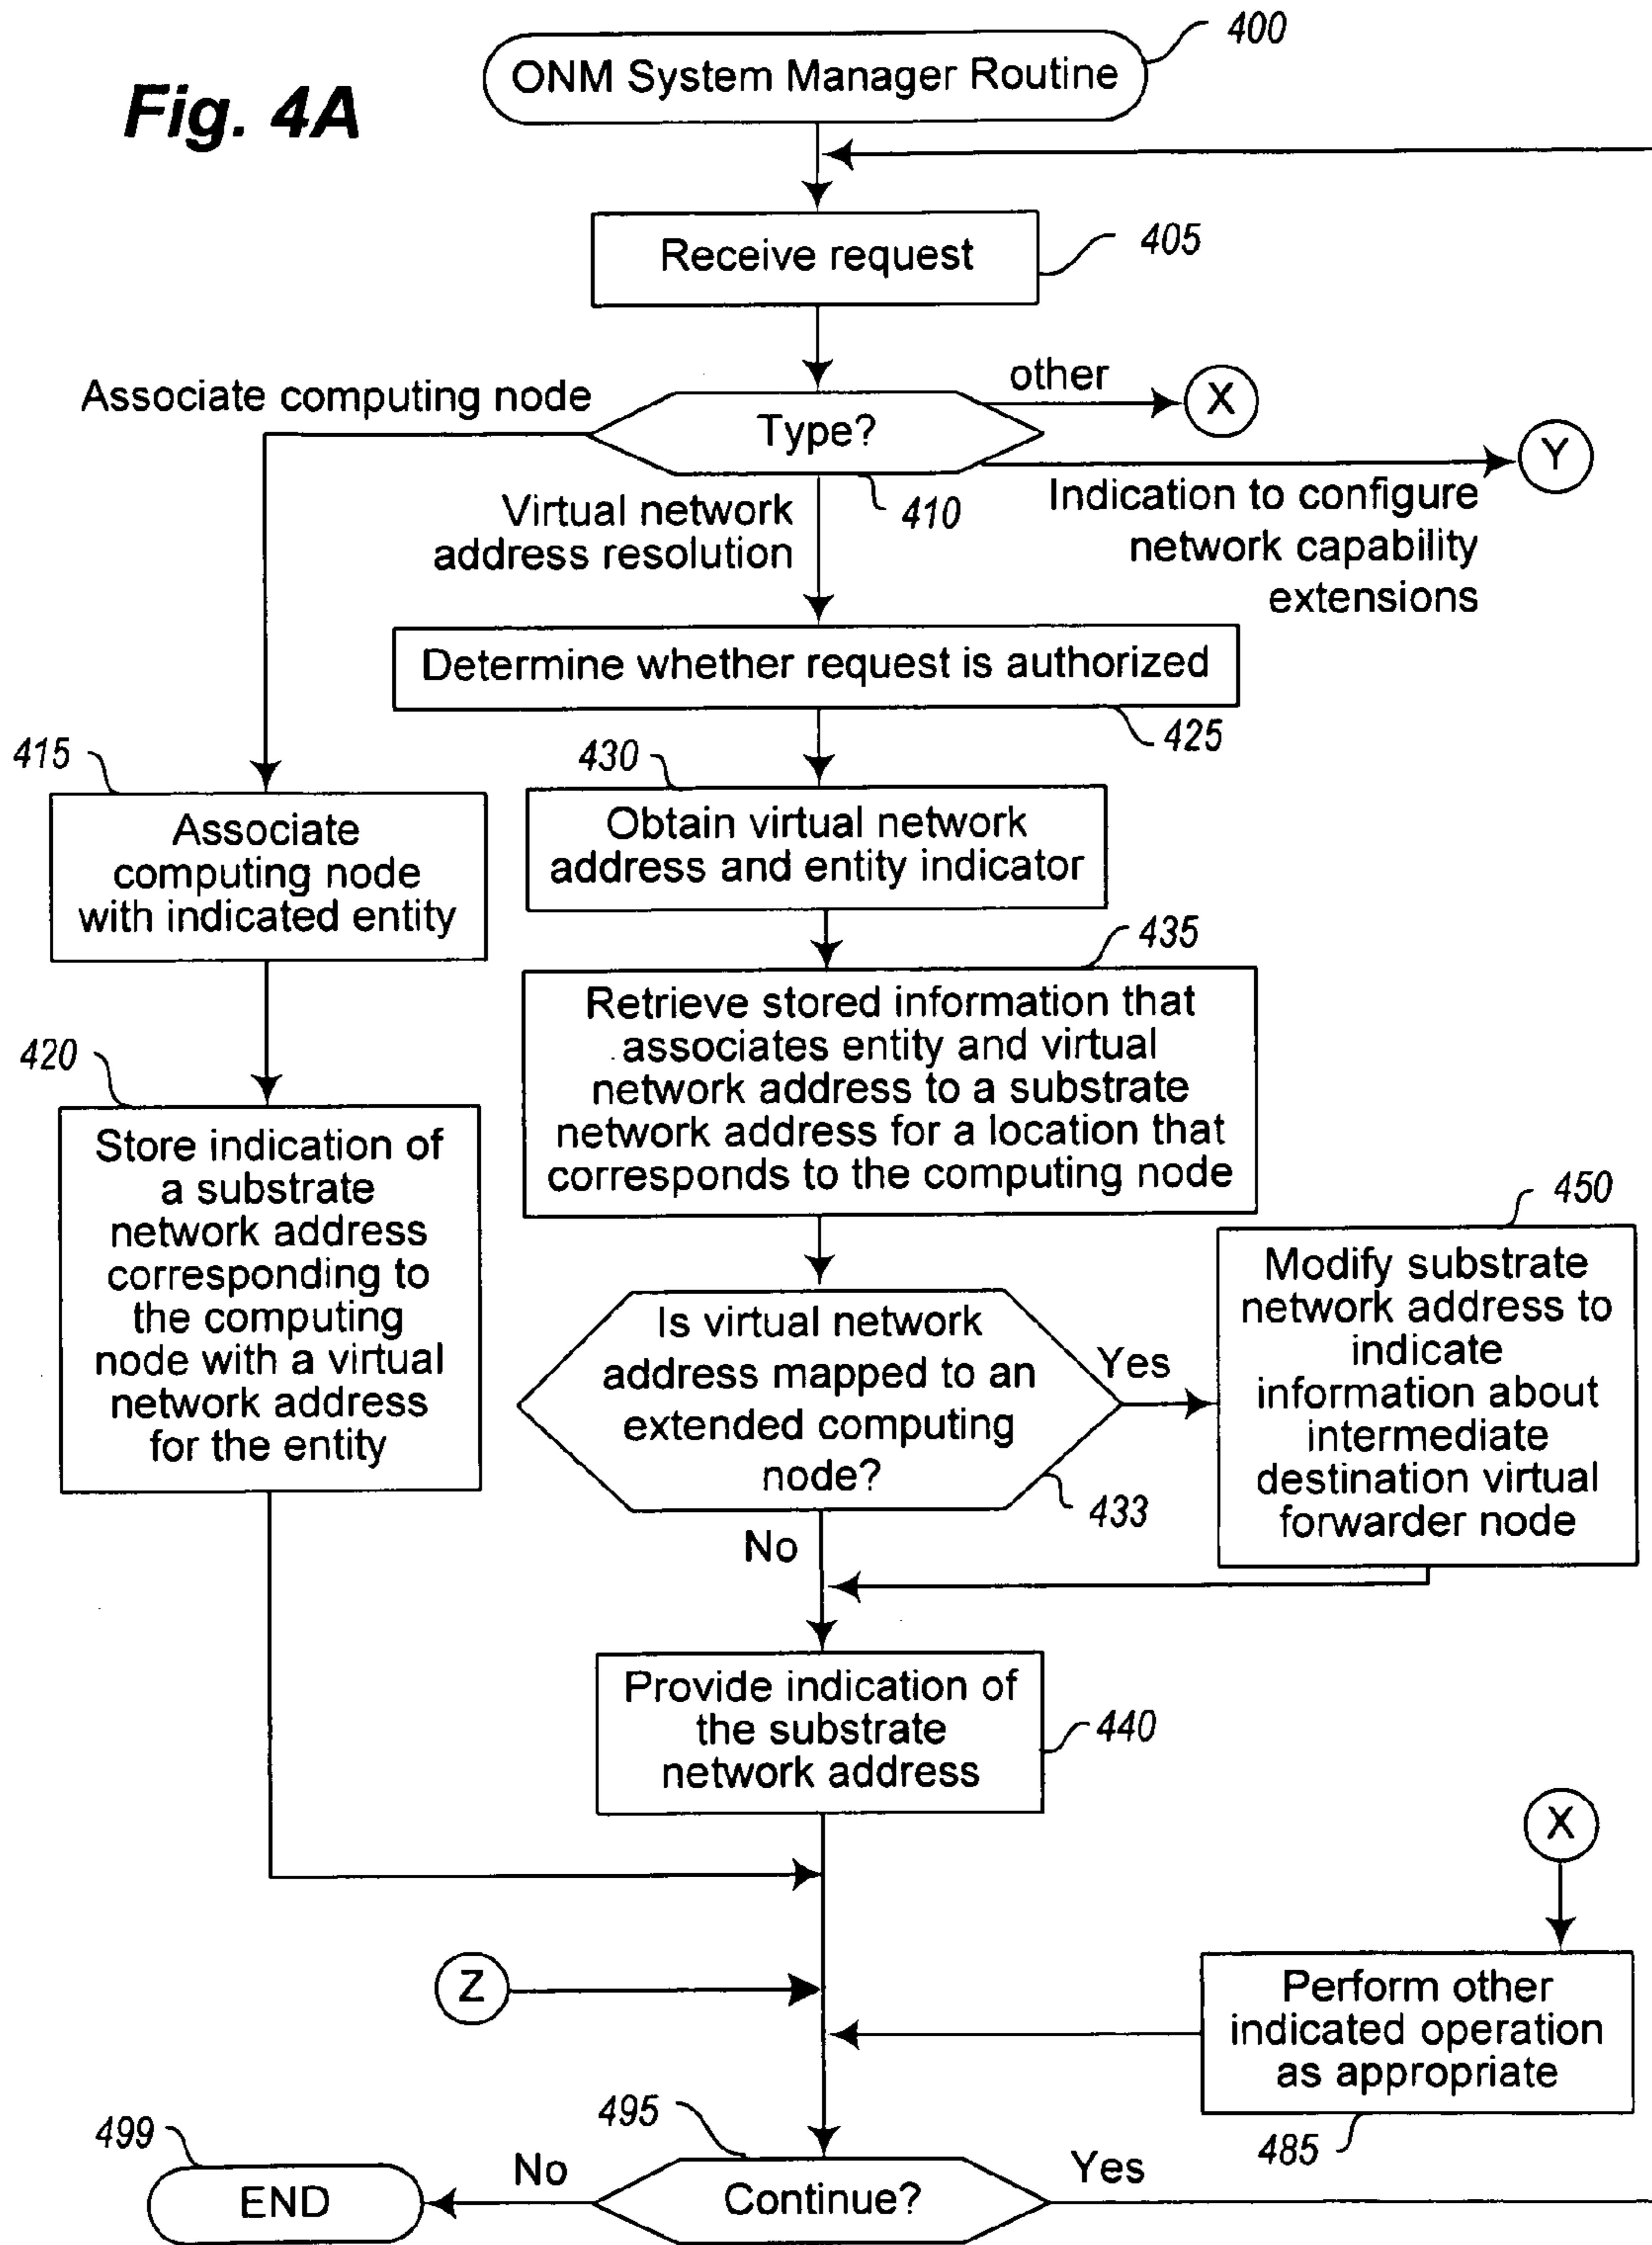 Fig. 4A
400
ONM System Manager Routine
Receive request
405
Associate computing node
other
X
Type?
Y
410
Virtual network
address resolution
Indication to configure
network capability
extensions
Determine whether request is authorized
425
415
430
Associate
computing node
with indicated entity
Obtain virtual network
address and entity indicator
435
Retrieve stored information that
associates entity and virtual
network address to a substrate
network address for a location that
corresponds to the computing node
420
Store indication of
a substrate
network address
corresponding to
the computing
node with a virtual
network address
for the entity
450
Modify substrate
network address to
indicate
information about
intermediate
destination virtual
forwarder node
Is virtual network
address mapped to an
extended computing
node?
Yes
433
No
Provide indication of
the substrate
network address
440
X
Z
Perform other
indicated operation
as appropriate
485
495
499
No
Yes
END
Continue?